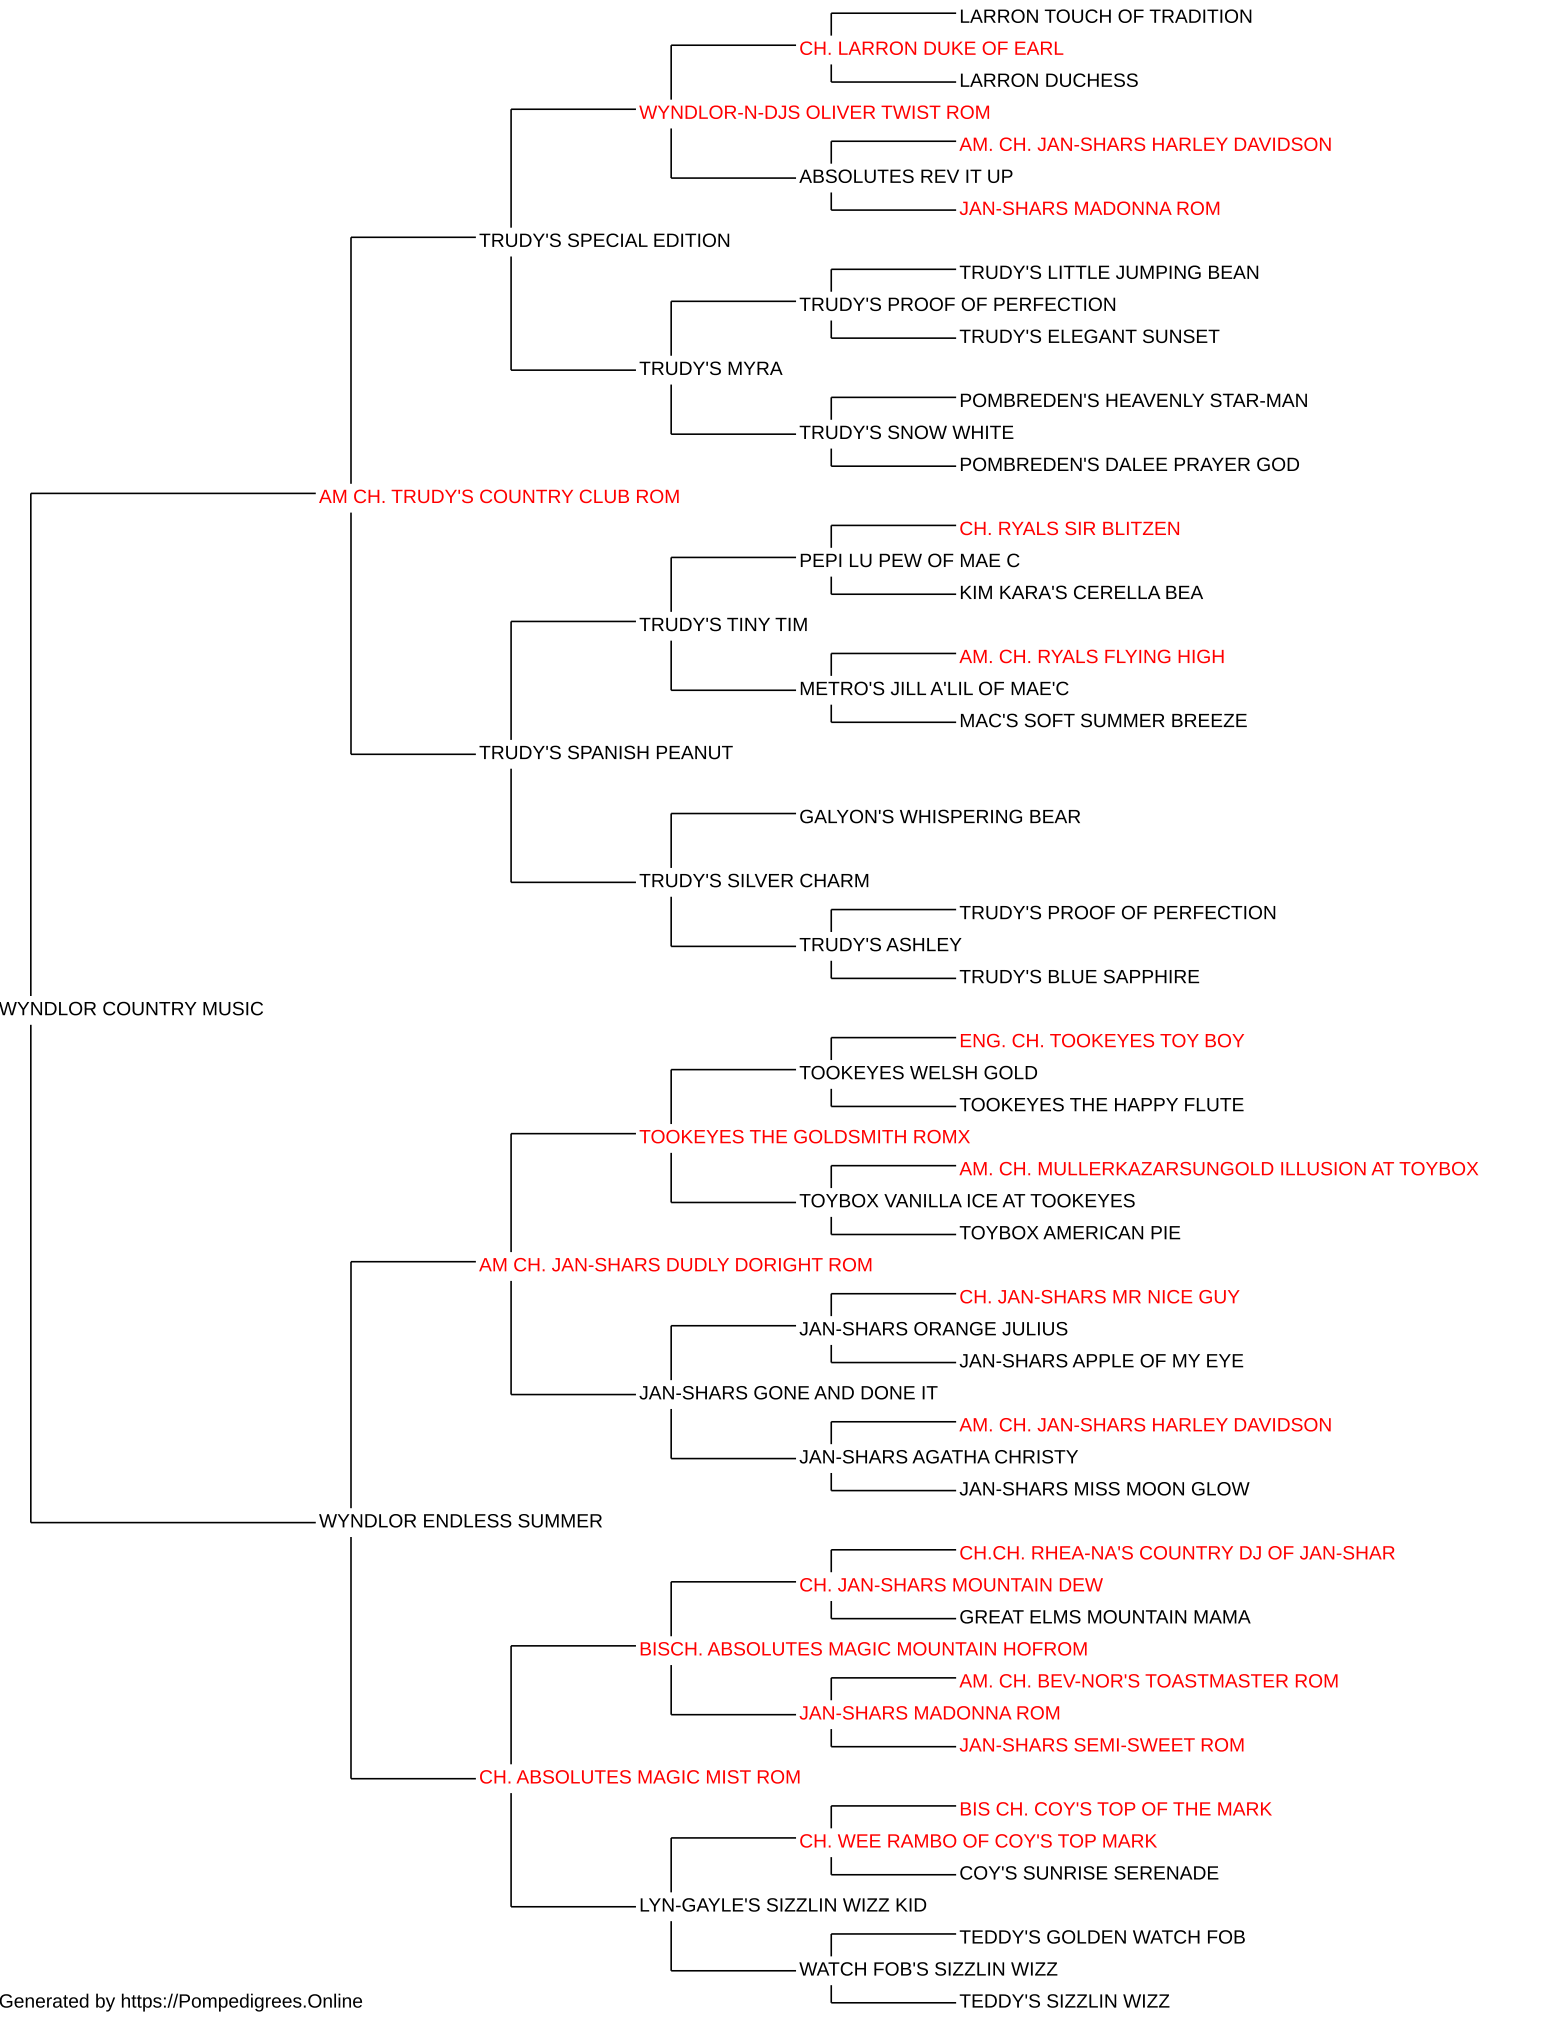 LARRON TOUCH OF TRADITION
CH. LARRON DUKE OF EARL
LARRON DUCHESS
WYNDLOR-N-DJS OLIVER TWIST ROM
AM. CH. JAN-SHARS HARLEY DAVIDSON
ABSOLUTES REV IT UP
JAN-SHARS MADONNA ROM
TRUDY'S SPECIAL EDITION
TRUDY'S LITTLE JUMPING BEAN
TRUDY'S PROOF OF PERFECTION
TRUDY'S ELEGANT SUNSET
TRUDY'S MYRA
POMBREDEN'S HEAVENLY STAR-MAN
TRUDY'S SNOW WHITE
POMBREDEN'S DALEE PRAYER GOD
AM CH. TRUDY'S COUNTRY CLUB ROM
CH. RYALS SIR BLITZEN
PEPI LU PEW OF MAE C
KIM KARA'S CERELLA BEA
TRUDY'S TINY TIM
AM. CH. RYALS FLYING HIGH
METRO'S JILL A'LIL OF MAE'C
MAC'S SOFT SUMMER BREEZE
TRUDY'S SPANISH PEANUT
GALYON'S WHISPERING BEAR
TRUDY'S SILVER CHARM
TRUDY'S PROOF OF PERFECTION
TRUDY'S ASHLEY
TRUDY'S BLUE SAPPHIRE
WYNDLOR COUNTRY MUSIC
ENG. CH. TOOKEYES TOY BOY
TOOKEYES WELSH GOLD
TOOKEYES THE HAPPY FLUTE
TOOKEYES THE GOLDSMITH ROMX
AM. CH. MULLERKAZARSUNGOLD ILLUSION AT TOYBOX
TOYBOX VANILLA ICE AT TOOKEYES
TOYBOX AMERICAN PIE
AM CH. JAN-SHARS DUDLY DORIGHT ROM
CH. JAN-SHARS MR NICE GUY
JAN-SHARS ORANGE JULIUS
JAN-SHARS APPLE OF MY EYE
JAN-SHARS GONE AND DONE IT
AM. CH. JAN-SHARS HARLEY DAVIDSON
JAN-SHARS AGATHA CHRISTY
JAN-SHARS MISS MOON GLOW
WYNDLOR ENDLESS SUMMER
CH.CH. RHEA-NA'S COUNTRY DJ OF JAN-SHAR
CH. JAN-SHARS MOUNTAIN DEW
GREAT ELMS MOUNTAIN MAMA
BISCH. ABSOLUTES MAGIC MOUNTAIN HOFROM
AM. CH. BEV-NOR'S TOASTMASTER ROM
JAN-SHARS MADONNA ROM
JAN-SHARS SEMI-SWEET ROM
CH. ABSOLUTES MAGIC MIST ROM
BIS CH. COY'S TOP OF THE MARK
CH. WEE RAMBO OF COY'S TOP MARK
COY'S SUNRISE SERENADE
LYN-GAYLE'S SIZZLIN WIZZ KID
TEDDY'S GOLDEN WATCH FOB
WATCH FOB'S SIZZLIN WIZZ
TEDDY'S SIZZLIN WIZZ
Generated by https://Pompedigrees.Online